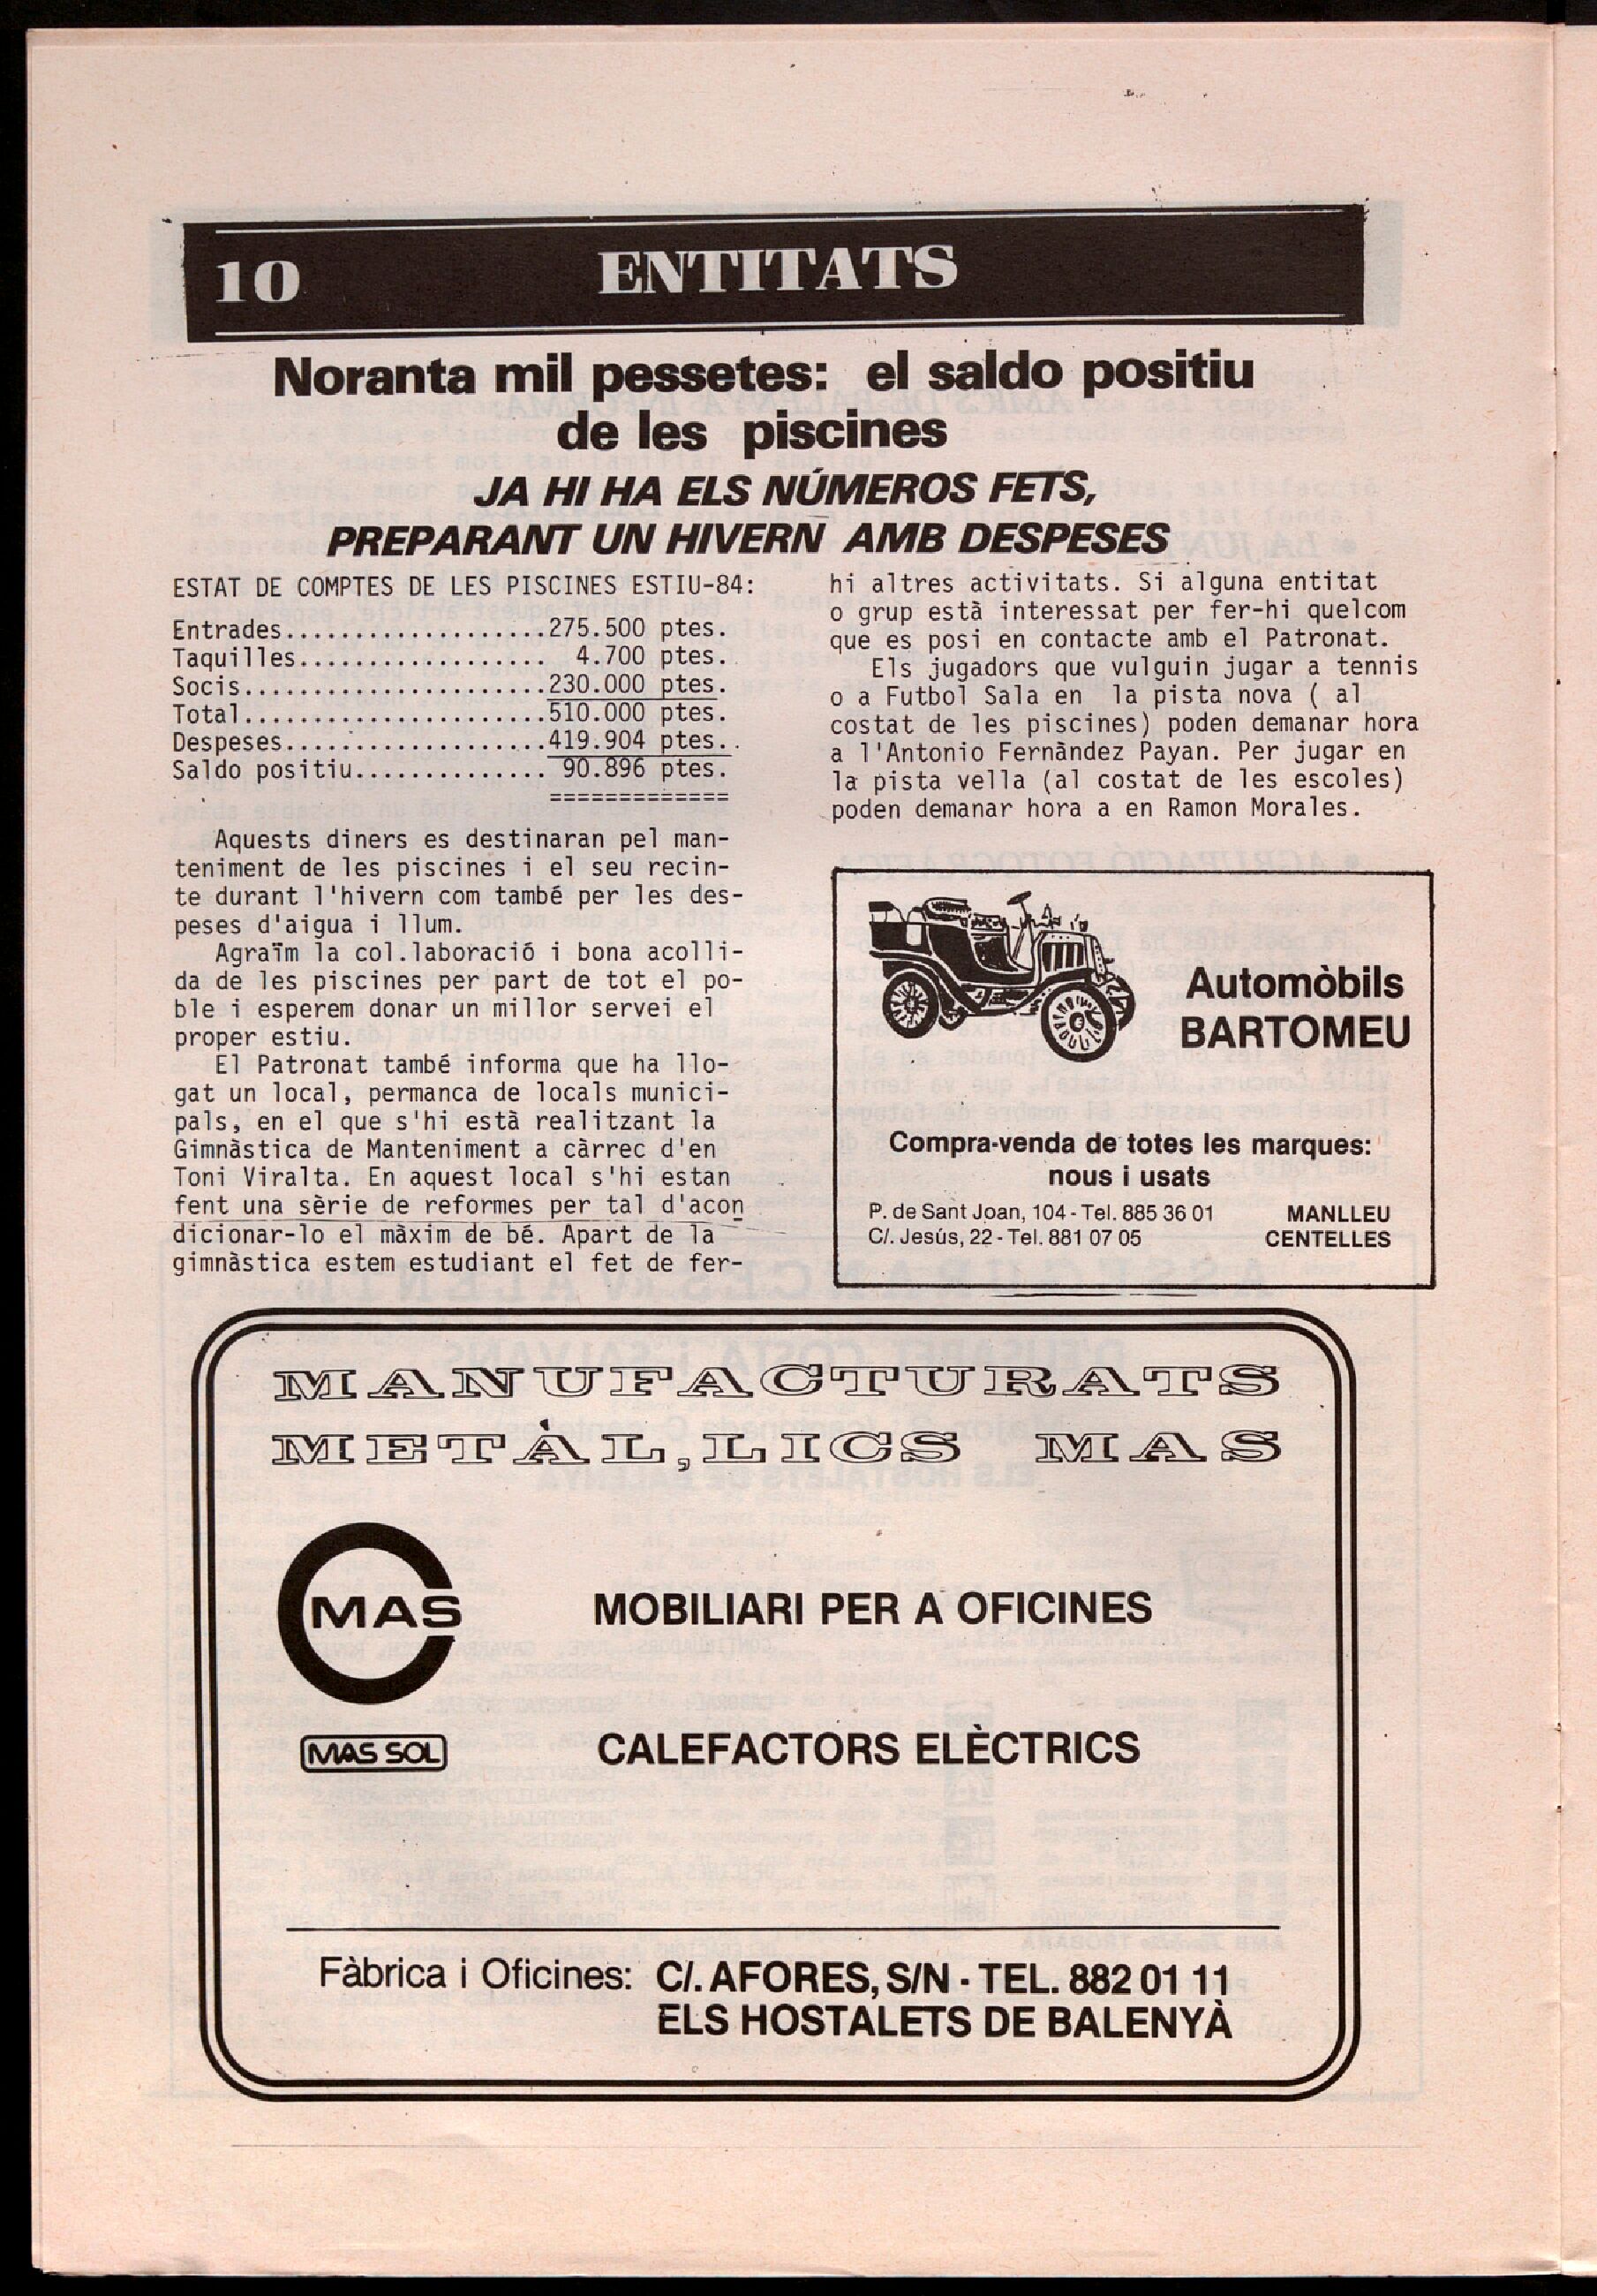 10 ENTITATS
Noranta mil pessetes: el saldo positiu
de les piscines
JA HI HA ELS NÚMEROS FETS,
PREPARANT UN HIVERN AMB DESPESES
ESTAT DE COMPTES DE LES PISCINES ESTIU-84:
Entrades...................275.500 ptes.
Taquilles.................. 4.700 ptes.
Socis......................230.000 ptes.
Total......................510.000 ptes.
Despeses...................419.904 ptes.
Saldo positiu.............. 90.896 ptes.
=============
Aquests diners es destinaran pel man-
teniment de les piscines i el seu recin-
te durant l'hivern com també per les des-
peses d'aigua i llum.
Agraïm la col.laboració i bona acolli-
da de les piscines per part de tot el po-
ble i esperem donar un millor servei el
proper estiu.
El Patronat també informa que ha llo-
gat un local, permanca de locals munici-
pals, en el que s'hi està realitzant la
Gimnàstica de Manteniment a càrrec d'en
Toni Viralta. En aquest local s'hi estan
fent una sèrie de reformes per tal d'acon
dicionar-lo el màxim de bé. Apart de la
gimnàstica estem estudiant el fet de fer-
hi altres activitats. Si alguna entitat
o grup està interessat per fer-hi quelcom
que es posi en contacte amb el Patronat.
Els jugadors que vulguin jugar a tennis
o a Futbol Sala en la pista nova ( al
costat de les piscines) poden demanar hora
a l'Antonio Fernàndez Payan. Per jugar en
la pista vella (al costat de les escoles)
poden demanar hora a en Ramon Morales.
Automòbils
BARTOMEU
Compra-venda de totes les marques:
nous i usats
P. de Sant Joan, 104 - Tel. 885 36 01 MANLLEU
C/. Jesús, 22 - Tel. 881 07 05 CENTELLES
MANUFACTURATS
METÀL,LICS MAS
MAS
MOBILIARI PER A OFICINES
MAS SOL
CALEFACTORS ELÈCTRICS
Fàbrica i Oficines: C/. AFORES, S/N - TEL. 882 01 11
ELS HOSTALETS DE BALENYÀ